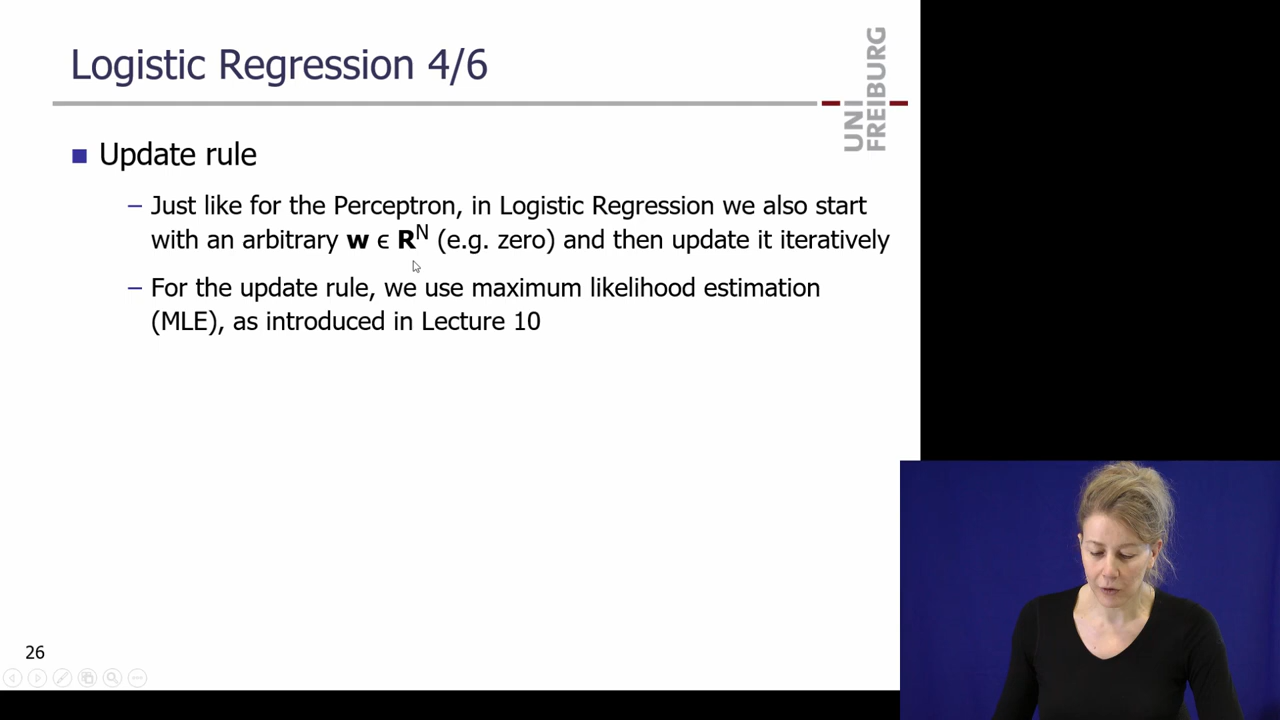 Logistic Regression 4/6
UNI
FREIBURG
Update rule
– Just like for the Perceptron, in Logistic Regression we also start
with an arbitrary w ϵ R^N (e.g. zero) and then update it iteratively
– For the update rule, we use maximum likelihood estimation
(MLE), as introduced in Lecture 10
26